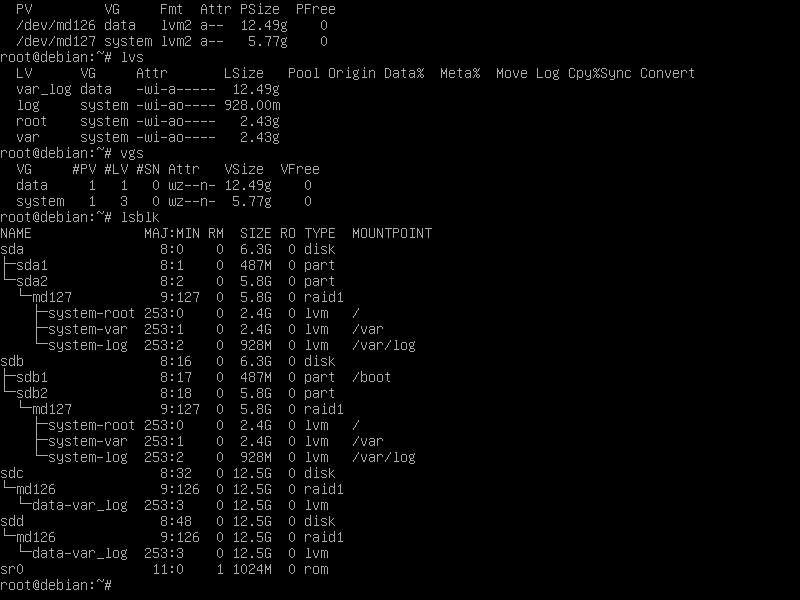 PV         VG     Fmt  Attr PSize  PFree
  /dev/md126 data   lvm2 a--  12.49g    0
  /dev/md127 system lvm2 a--   5.77g    0
root@debian:~# lvs
  LV      VG     Attr       LSize   Pool Origin Data%  Meta%  Move Log Cpy%Sync Convert
  var_log data   -wi-a-----  12.49g
  log     system -wi-ao---- 928.00m
  root    system -wi-ao----   2.43g
  var     system -wi-ao----   2.43g
root@debian:~# vgs
  VG     #PV #LV #SN Attr   VSize  VFree
  data     1   1   0 wz--n- 12.49g    0
  system   1   3   0 wz--n-  5.77g    0
root@debian:~# lsblk
NAME              MAJ:MIN RM  SIZE RO TYPE  MOUNTPOINT
sda                 8:0    0  6.3G  0 disk
├─sda1              8:1    0  487M  0 part
└─sda2              8:2    0  5.8G  0 part
  └─md127           9:127  0  5.8G  0 raid1
    ├─system-root 253:0    0  2.4G  0 lvm   /
    ├─system-var  253:1    0  2.4G  0 lvm   /var
    └─system-log  253:2    0  928M  0 lvm   /var/log
sdb                 8:16   0  6.3G  0 disk
├─sdb1              8:17   0  487M  0 part  /boot
└─sdb2              8:18   0  5.8G  0 part
  └─md127           9:127  0  5.8G  0 raid1
    ├─system-root 253:0    0  2.4G  0 lvm   /
    ├─system-var  253:1    0  2.4G  0 lvm   /var
    └─system-log  253:2    0  928M  0 lvm   /var/log
sdc                 8:32   0 12.5G  0 disk
└─md126             9:126  0 12.5G  0 raid1
  └─data-var_log  253:3    0 12.5G  0 lvm
sdd                 8:48   0 12.5G  0 disk
└─md126             9:126  0 12.5G  0 raid1
  └─data-var_log  253:3    0 12.5G  0 lvm
sr0                11:0    1 1024M  0 rom
root@debian:~#